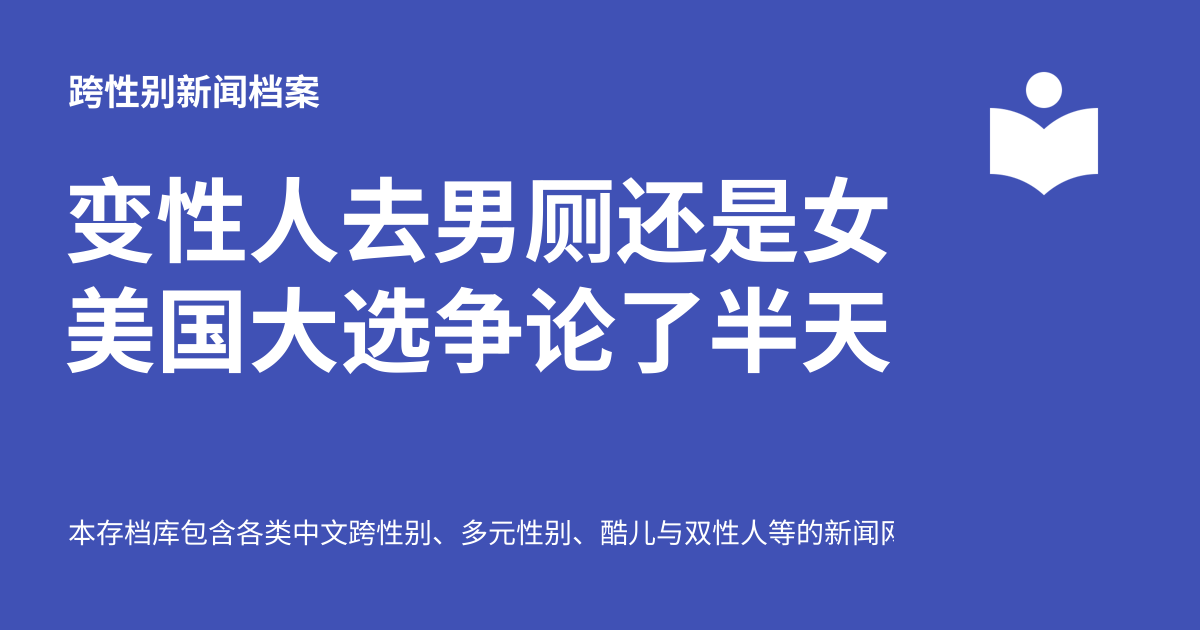 跨性别新闻档案
变性人去男厕还是女
美国大选争论了半天
本存档库包含各类中文跨性别、多元性别、酷儿与双性人等的新闻网